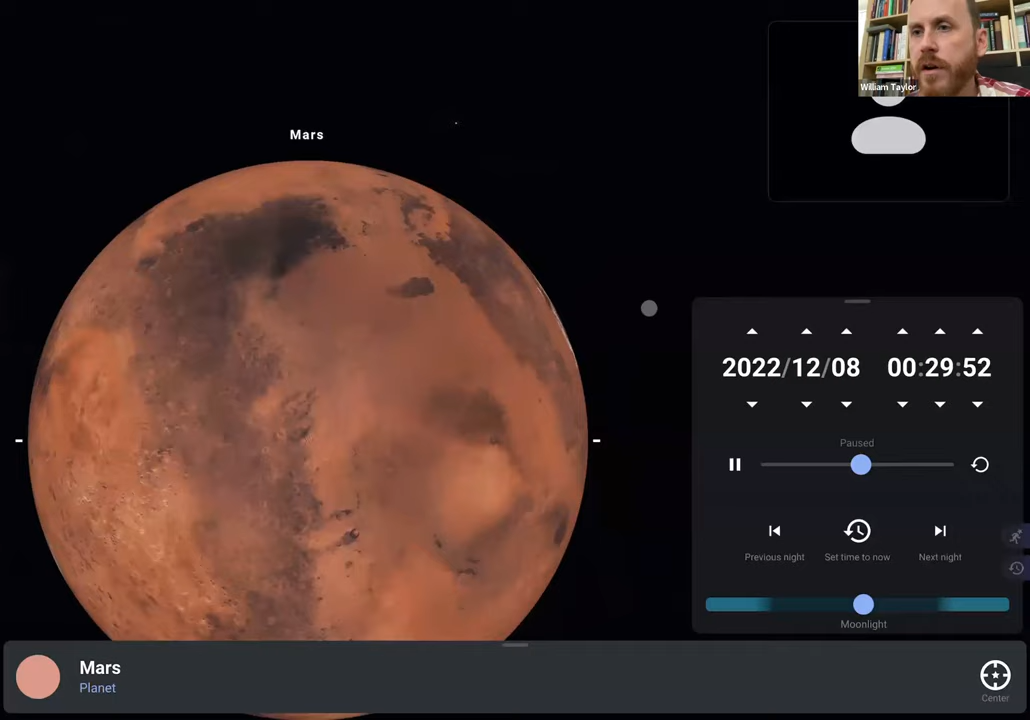 William Taylor
Mars
2022/12/08 00:29:52
Paused
Previous night
Set time to now
Next night
Moonlight
Mars
Planet
Center